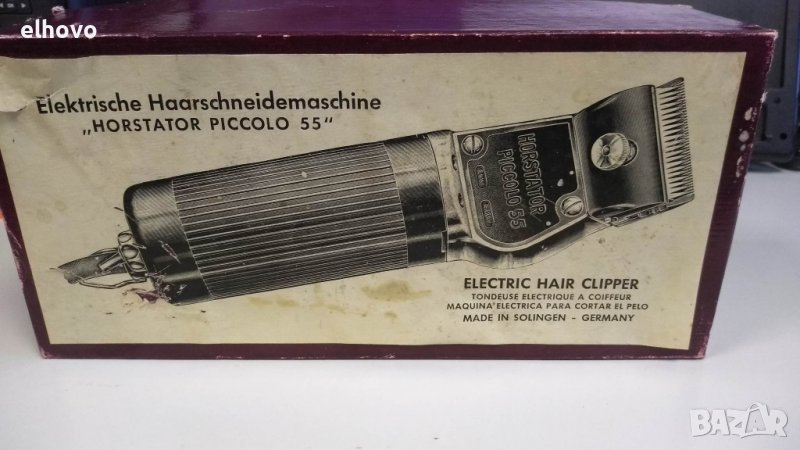 elhovo
Elektrische Haarschneidemaschine
„HORSTATOR PICCOLO 55“
HORSTATOR
PICCOLO 55
ELECTRIC HAIR CLIPPER
TONDEUSE ELECTRIQUE A COIFFEUR
MAQUINA ELECTRICA PARA CORTAR EL PELO
MADE IN SOLINGEN - GERMANY
BAZAR